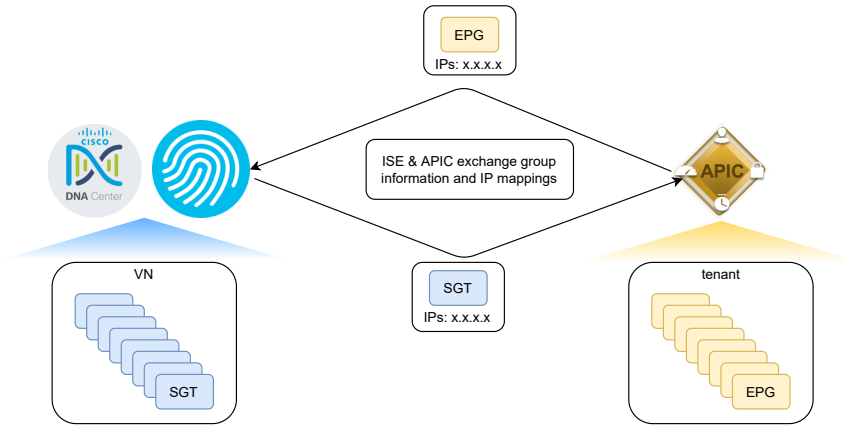 EPG
IPs: x.x.x.x
CISCO
DNA Center
ISE & APIC exchange group
information and IP mappings
APIC
VN
SGT
IPs: x.x.x.x
tenant
SGT
EPG